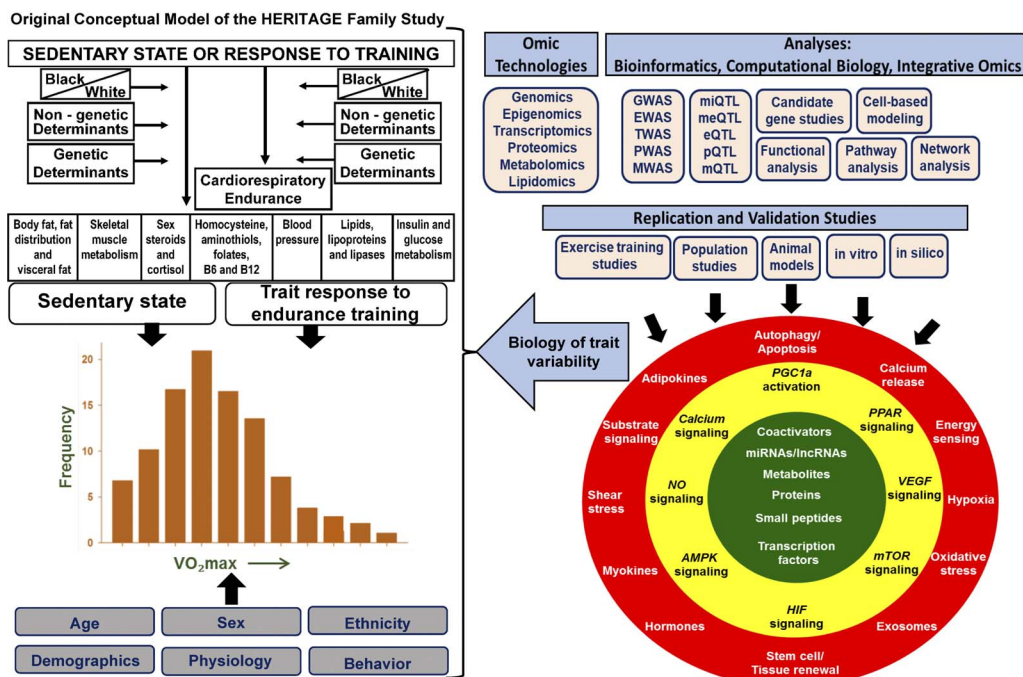 Original Conceptual Model of the HERITAGE Family Study
SEDENTARY STATE OR RESPONSE TO TRAINING
Black
White
Non - genetic
Determinants
Genetic
Determinants
Black
White
Non - genetic
Determinants
Genetic
Determinants
Cardiorespiratory
Endurance
Body fat, fat
distribution
and
visceral fat
Skeletal
muscle
metabolism
Sex
steroids
and
cortisol
Homocysteine,
aminothiols,
folates,
B6 and B12
Blood
pressure
Lipids,
lipoproteins
and lipases
Insulin and
glucose
metabolism
Sedentary state
Trait response to
endurance training
Frequency
20
15
10
5
0
VO₂max
Age
Sex
Ethnicity
Demographics
Physiology
Behavior
Biology of trait
variability
Omic
Technologies
Genomics
Epigenomics
Transcriptomics
Proteomics
Metabolomics
Lipidomics
Analyses:
Bioinformatics, Computational Biology, Integrative Omics
GWAS
EWAS
TWAS
PWAS
MWAS
miQTL
meQTL
eQTL
pQTL
mQTL
Candidate
gene studies
Cell-based
modeling
Functional
analysis
Pathway
analysis
Network
analysis
Replication and Validation Studies
Exercise training
studies
Population
studies
Animal
models
in vitro
in silico
Autophagy/
Apoptosis
Calcium
release
Energy
sensing
Hypoxia
Oxidative
stress
Exosomes
Stem cell/
Tissue renewal
Hormones
Myokines
Shear
stress
Substrate
signaling
Adipokines
PGC1a
activation
PPAR
signaling
VEGF
signaling
mTOR
signaling
HIF
signaling
AMPK
signaling
NO
signaling
Calcium
signaling
Coactivators
miRNAs/lncRNAs
Metabolites
Proteins
Small peptides
Transcription
factors